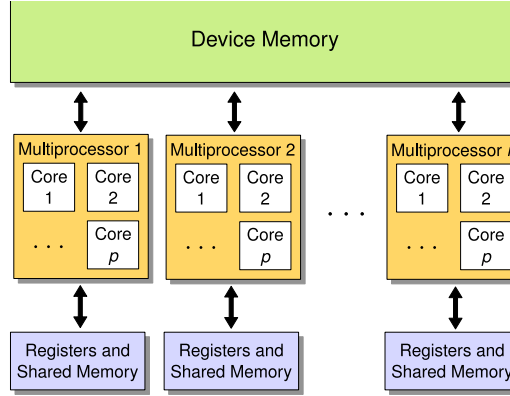 Device Memory
Multiprocessor 1
Core 1
Core 2
. . .
Core p
Multiprocessor 2
Core 1
Core 2
. . .
Core p
. . .
Multiprocessor
Core 1
Core 2
. . .
Core p
Registers and
Shared Memory
Registers and
Shared Memory
Registers and
Shared Memory